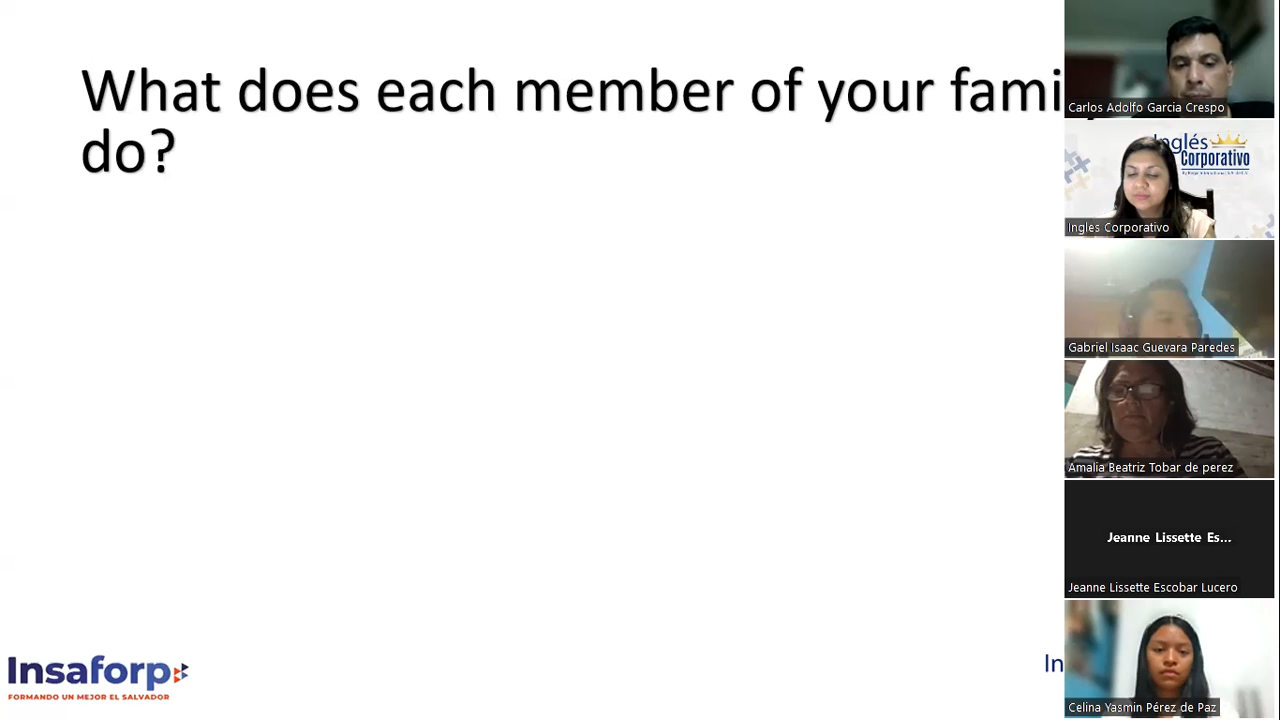 What does each member of your fami
do?
Carlos Adolfo Garcia Crespo
Inglés
Corporativo
Ingles Corporativo
Gabriel Isaac Guevara Paredes
Amalia Beatriz Tobar de perez
Jeanne Lissette Es...
Jeanne Lissette Escobar Lucero
Celina Yasmin Pérez de Paz
Insaforp
FORMANDO UN MEJOR EL SALVADOR
In